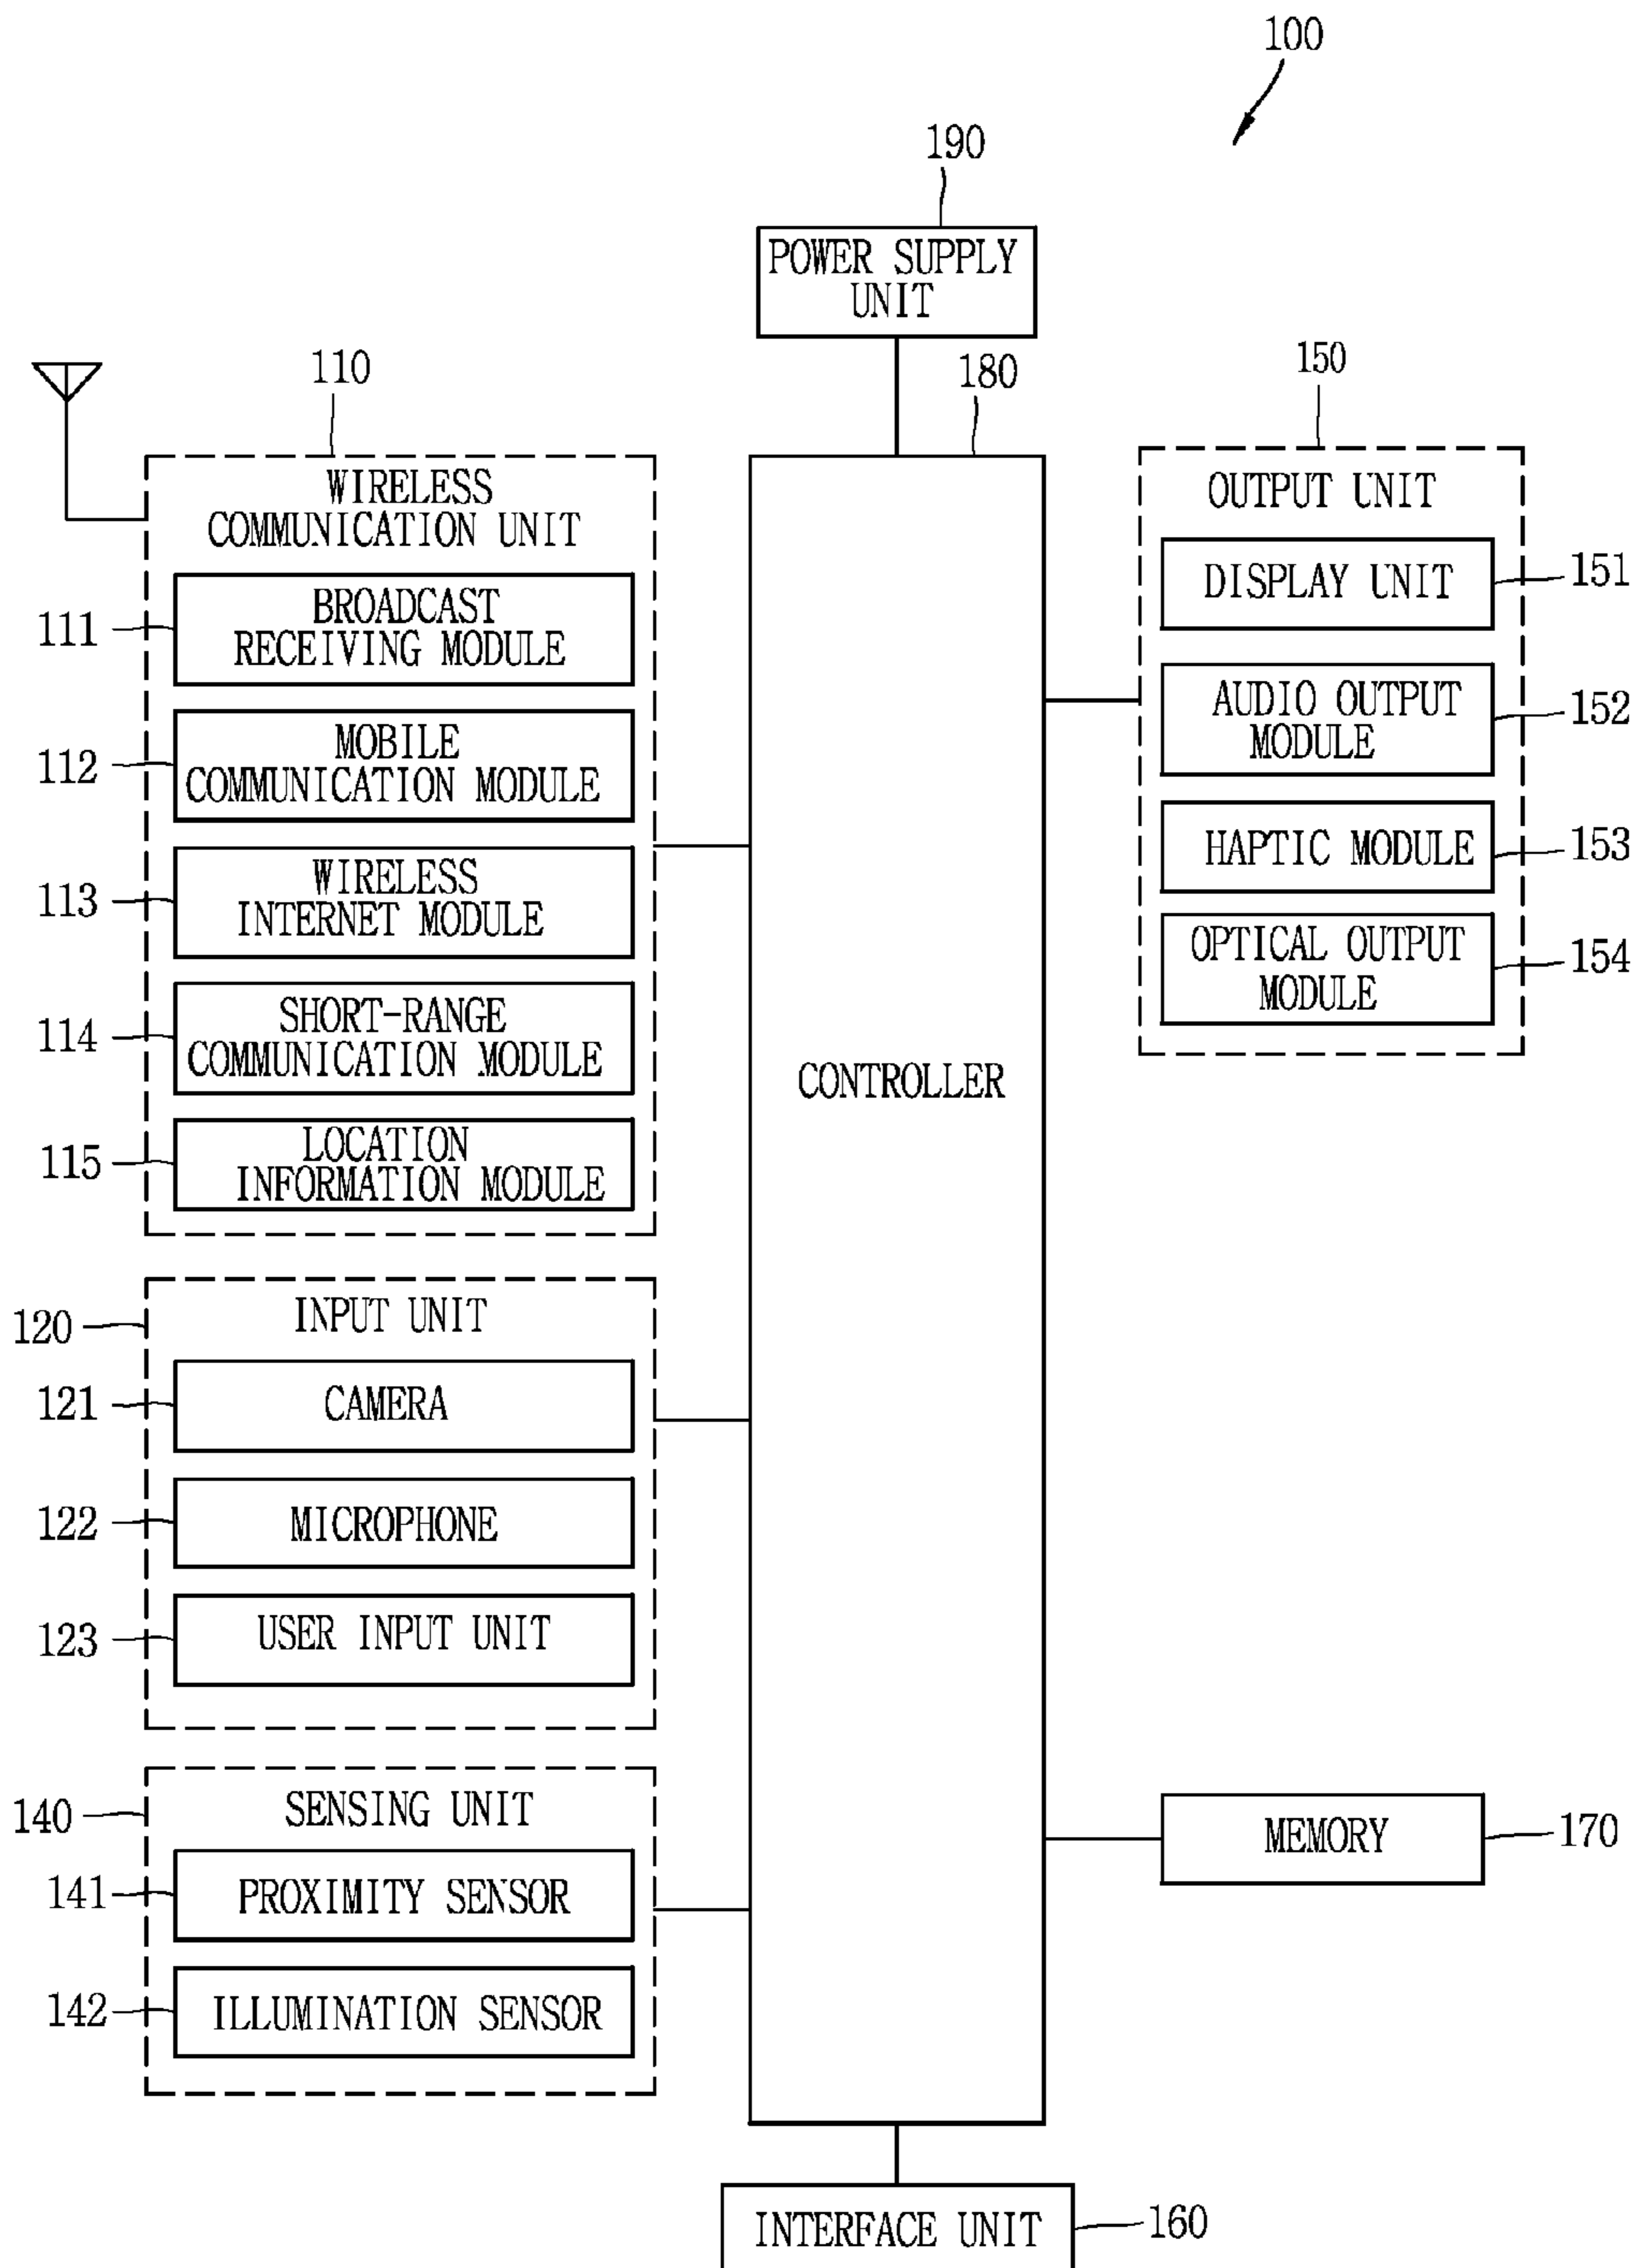 100
190
POWER SUPPLY
UNIT
110
180
150
WIRELESS
COMMUNICATION UNIT
111
BROADCAST
RECEIVING MODULE
112
MOBILE
COMMUNICATION MODULE
113
WIRELESS
INTERNET MODULE
114
SHORT-RANGE
COMMUNICATION MODULE
115
LOCATION
INFORMATION MODULE
120
INPUT UNIT
121
CAMERA
122
MICROPHONE
123
USER INPUT UNIT
140
SENSING UNIT
141
PROXIMITY SENSOR
142
ILLUMINATION SENSOR
CONTROLLER
OUTPUT UNIT
DISPLAY UNIT
151
AUDIO OUTPUT
MODULE
152
HAPTIC MODULE
153
OPTICAL OUTPUT
MODULE
154
MEMORY
170
INTERFACE UNIT
160